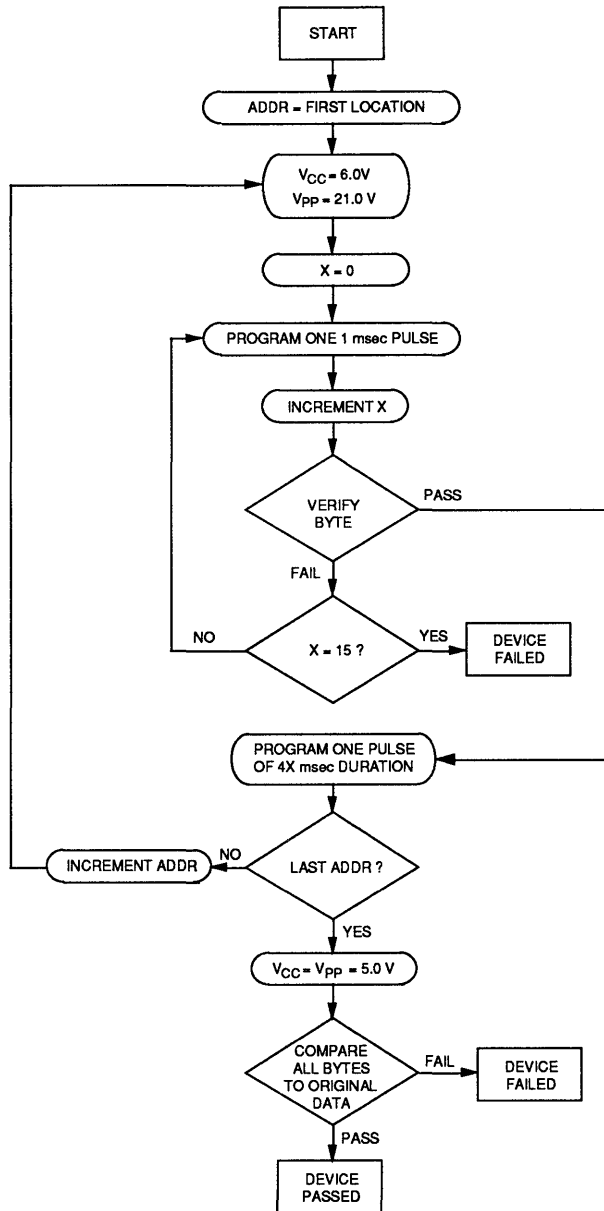 START
ADDR = FIRST LOCATION
VCC = 6.0V
VPP = 21.0 V
X = 0
PROGRAM ONE 1 msec PULSE
INCREMENT X
VERIFY
BYTE
PASS
FAIL
X = 15 ?
NO
YES
DEVICE
FAILED
PROGRAM ONE PULSE
OF 4X msec DURATION
LAST ADDR ?
NO
INCREMENT ADDR
YES
VCC = VPP = 5.0 V
COMPARE
ALL BYTES
TO ORIGINAL
DATA
FAIL
DEVICE
FAILED
PASS
DEVICE
PASSED